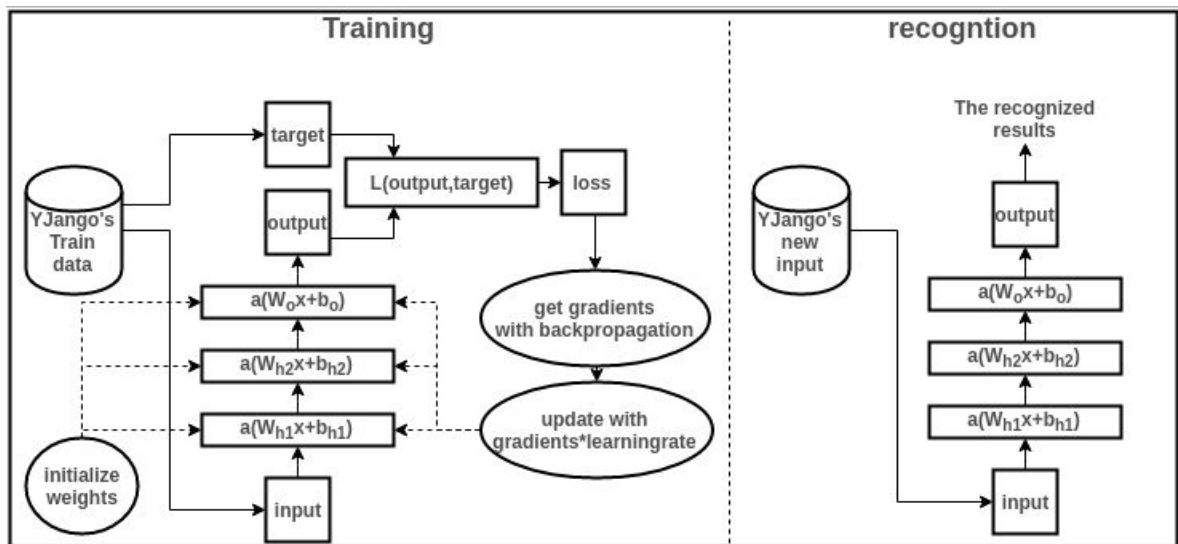 Training
target
L(output,target)
loss
YJango's
Train
data
output
a(Wₒx+bₒ)
get gradients
with backpropagation
a(Wₕ₂x+bₕ₂)
a(Wₕ₁x+bₕ₁)
update with
gradients*learningrate
initialize
weights
input
recogntion
The recognized
results
YJango's
new
input
output
a(Wₒx+bₒ)
a(Wₕ₂x+bₕ₂)
a(Wₕ₁x+bₕ₁)
input